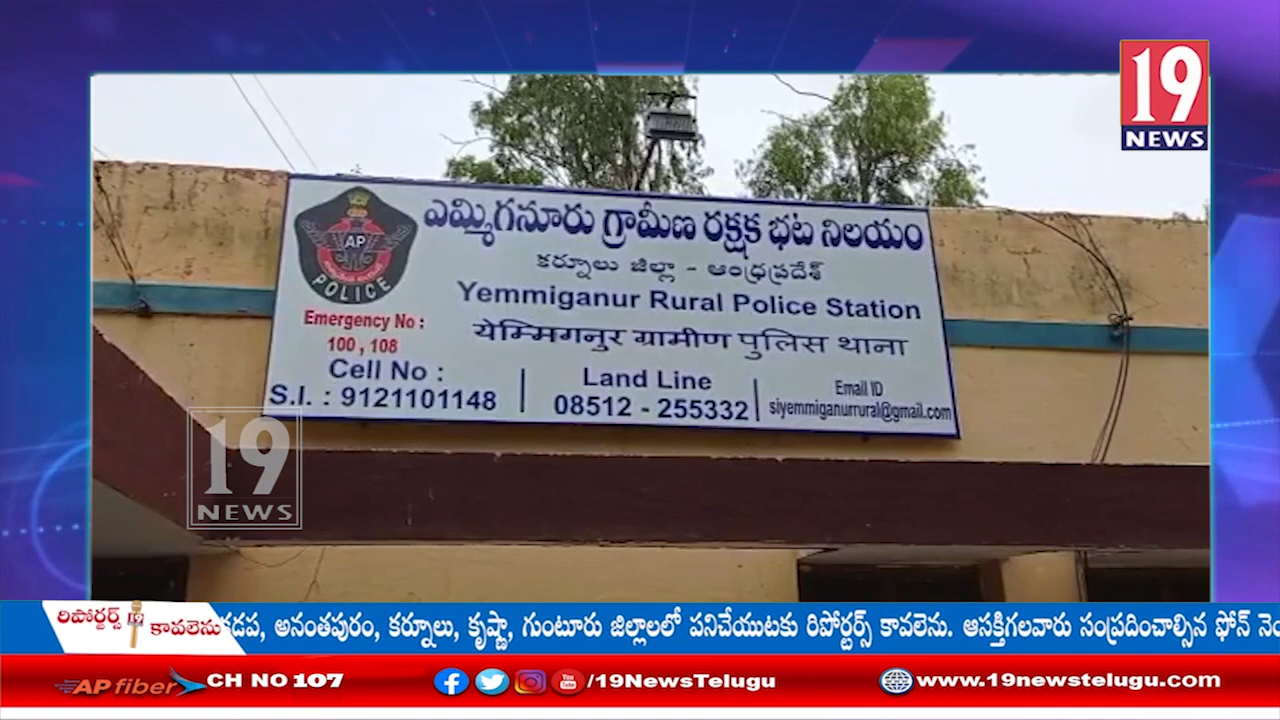 19
NEWS
ఎమ్మిగనూరు గ్రామీణ రక్షక భట నిలయం
కర్నూలు జిల్లా - ఆంధ్రప్రదేశ్
Yemmiganur Rural Police Station
येम्मिगनुर ग्रामीण पुलिस थाना
AP
POLICE
Emergency No :
100 , 108
Cell No :
S.I. : 9121101148
Land Line
08512 - 255332
Email ID
siyemmiganurrural@gmail.com
19
NEWS
రిపోర్టర్స్
కావలెను
కడప, అనంతపురం, కర్నూలు, కృష్ణా, గుంటూరు జిల్లాలలో పనిచేయుటకు రిపోర్టర్స్ కావలెను. ఆసక్తిగలవారు సంప్రదించాల్సిన ఫోన్
AP fiber CH NO 107 /19NewsTelugu www.19newstelugu.com